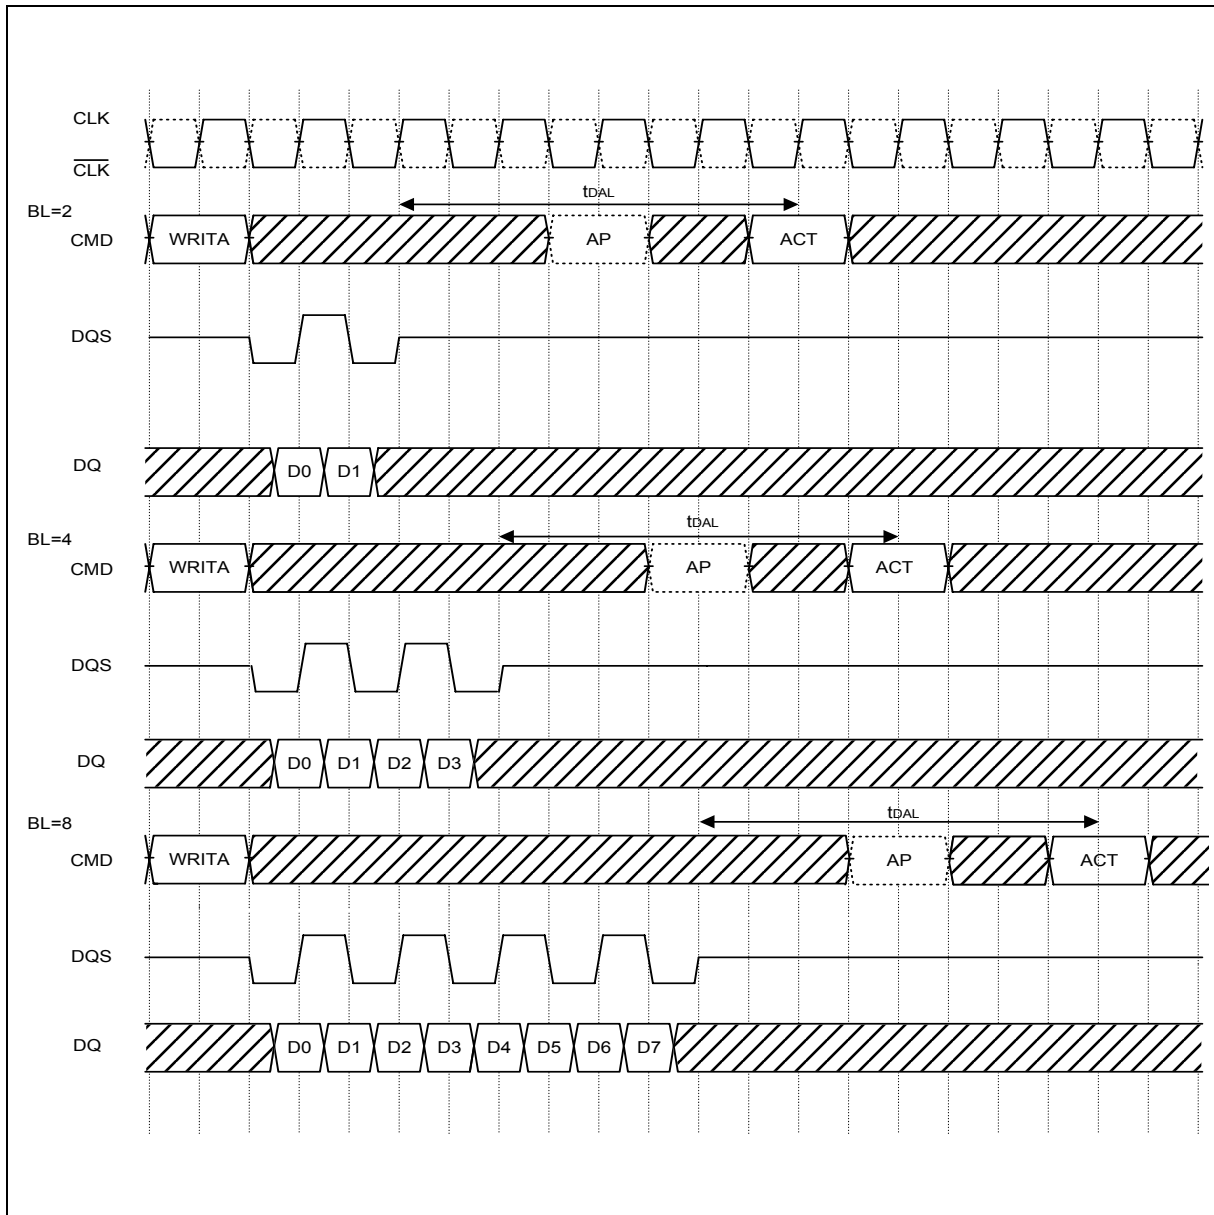 CLK
CLK
tDAL
BL=2
CMD WRITA AP ACT
DQS
DQ D0 D1
tDAL
BL=4
CMD WRITA AP ACT
DQS
DQ D0 D1 D2 D3
tDAL
BL=8
CMD WRITA AP ACT
DQS
DQ D0 D1 D2 D3 D4 D5 D6 D7